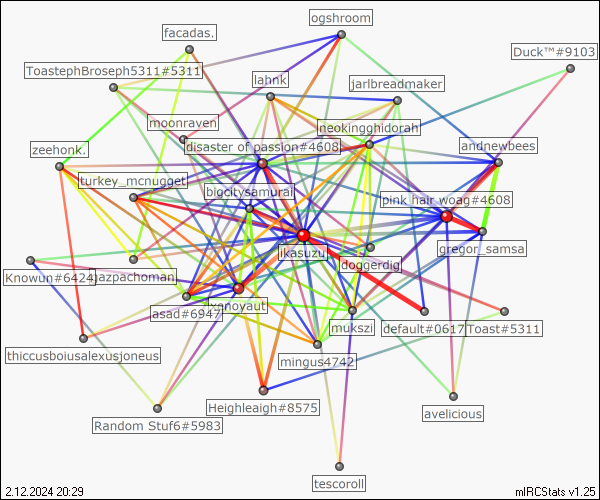 ogshroom
facadas.
Duck™#9103
ToastephBroseph5311#5311
lahnk
jarlbreadmaker
moonraven
neokingghidorah
zeehonk.
disaster of passion#4608
andnewbees
turkey_mcnugget
bigcitysamurai
pink hair woag#4608
ikasuzu
gregor_samsa
doggerdig
Knowun#6424
jazpachoman
kanoyaut
asad#6947
mukszi
default#0617
Toast#5311
thiccusboiusalexusjoneus
mingus4742
Heighleaigh#8575
avelicious
Random Stuf6#5983
tescoroll
2.12.2024 20:29
mIRCStats v1.25